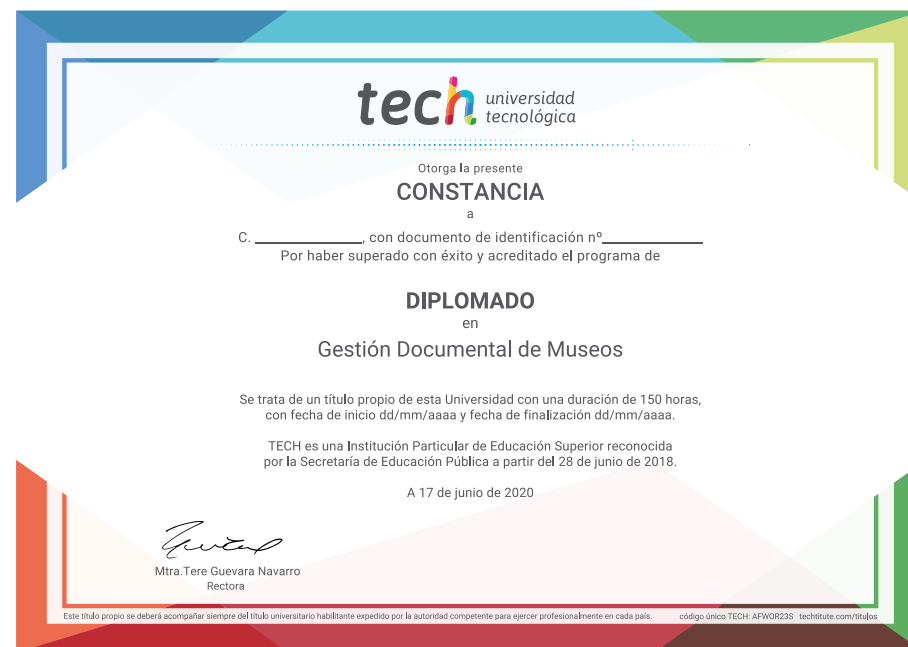 tech universidad
tecnológica
Otorga la presente
CONSTANCIA
a
C. ____________, con documento de identificación nº____________
Por haber superado con éxito y acreditado el programa de
DIPLOMADO
en
Gestión Documental de Museos
Se trata de un título propio de esta Universidad con una duración de 150 horas,
con fecha de inicio dd/mm/aaaa y fecha de finalización dd/mm/aaaa.
TECH es una Institución Particular de Educación Superior reconocida
por la Secretaría de Educación Pública a partir del 28 de junio de 2018.
A 17 de junio de 2020
Mtra.Tere Guevara Navarro
Rectora
Este título propio se deberá acompañar siempre del título universitario habilitante expedido por la autoridad competente para ejercer profesionalmente en cada país. código único TECH: AFWOR23S techtitute.com/titulos